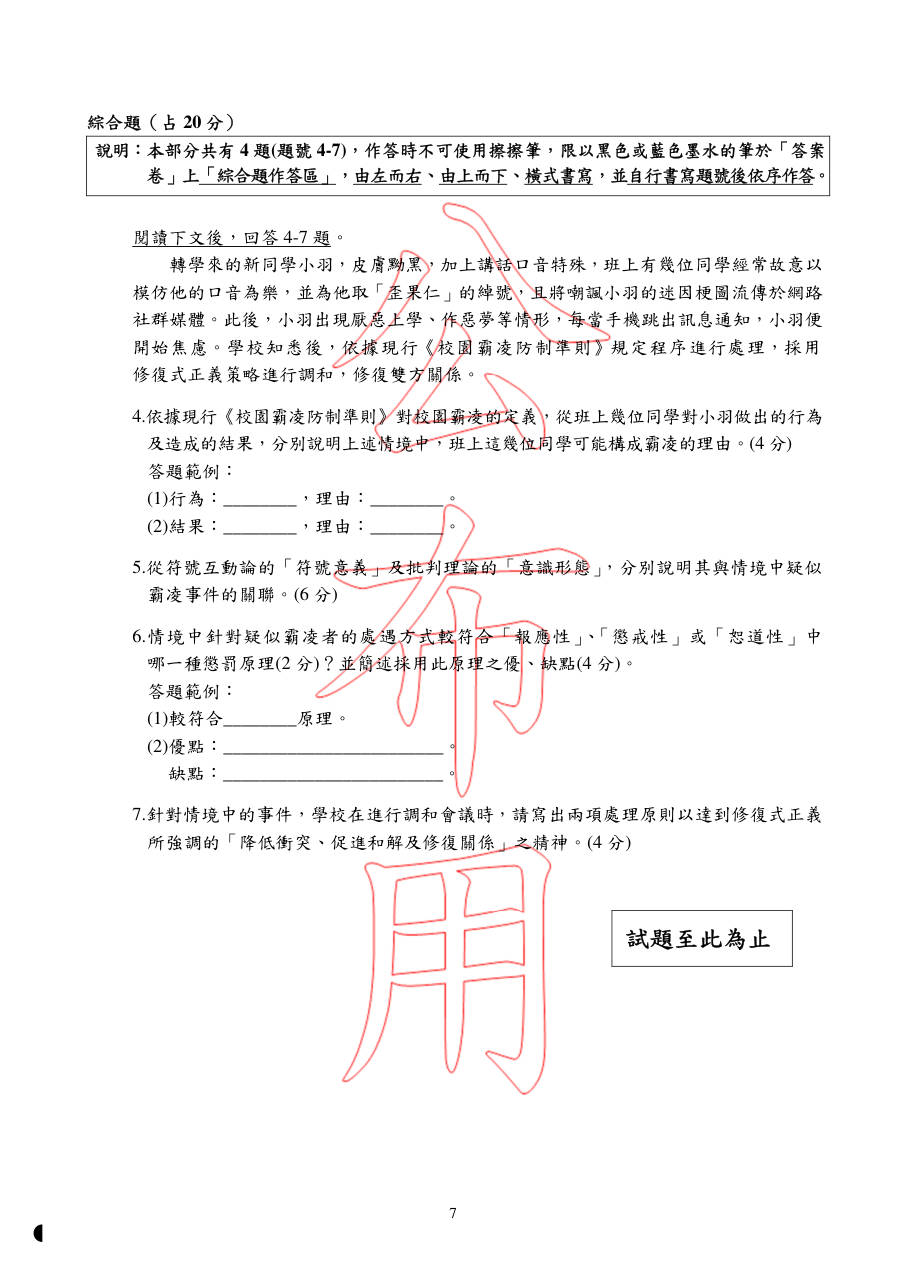 綜合題（占 20 分）
說明：本部分共有 4 題(題號 4-7)，作答時不可使用擦擦筆，限以黑色或藍色墨水的筆於「答案
卷」上「綜合題作答區」，由左而右、由上而下、橫式書寫，並自行書寫題號後依序作答。
閱讀下文後，回答 4-7 題。
轉學來的新同學小羽，皮膚黝黑，加上講話口音特殊，班上有幾位同學經常故意以
模仿他的口音為樂，並為他取「歪果仁」的綽號，且將嘲諷小羽的迷因梗圖流傳於網路
社群媒體。此後，小羽出現厭惡上學、作惡夢等情形，每當手機跳出訊息通知，小羽便
開始焦慮。學校知悉後，依據現行《校園霸凌防制準則》規定程序進行處理，採用
修復式正義策略進行調和，修復雙方關係。
4.依據現行《校園霸凌防制準則》對校園霸凌的定義，從班上幾位同學對小羽做出的行為
及造成的結果，分別說明上述情境中，班上這幾位同學可能構成霸凌的理由。(4 分)
答題範例：
(1)行為：________，理由：________。
(2)結果：________，理由：________。
5.從符號互動論的「符號意義」及批判理論的「意識形態」，分別說明其與情境中疑似
霸凌事件的關聯。(6 分)
6.情境中針對疑似霸凌者的處遇方式較符合「報應性」、「懲戒性」或「恕道性」中
哪一種懲罰原理(2 分)？並簡述採用此原理之優、缺點(4 分)。
答題範例：
(1)較符合________原理。
(2)優點：________________________。
缺點：________________________。
7.針對情境中的事件，學校在進行調和會議時，請寫出兩項處理原則以達到修復式正義
所強調的「降低衝突、促進和解及修復關係」之精神。(4 分)
試題至此為止
公
布
用
7